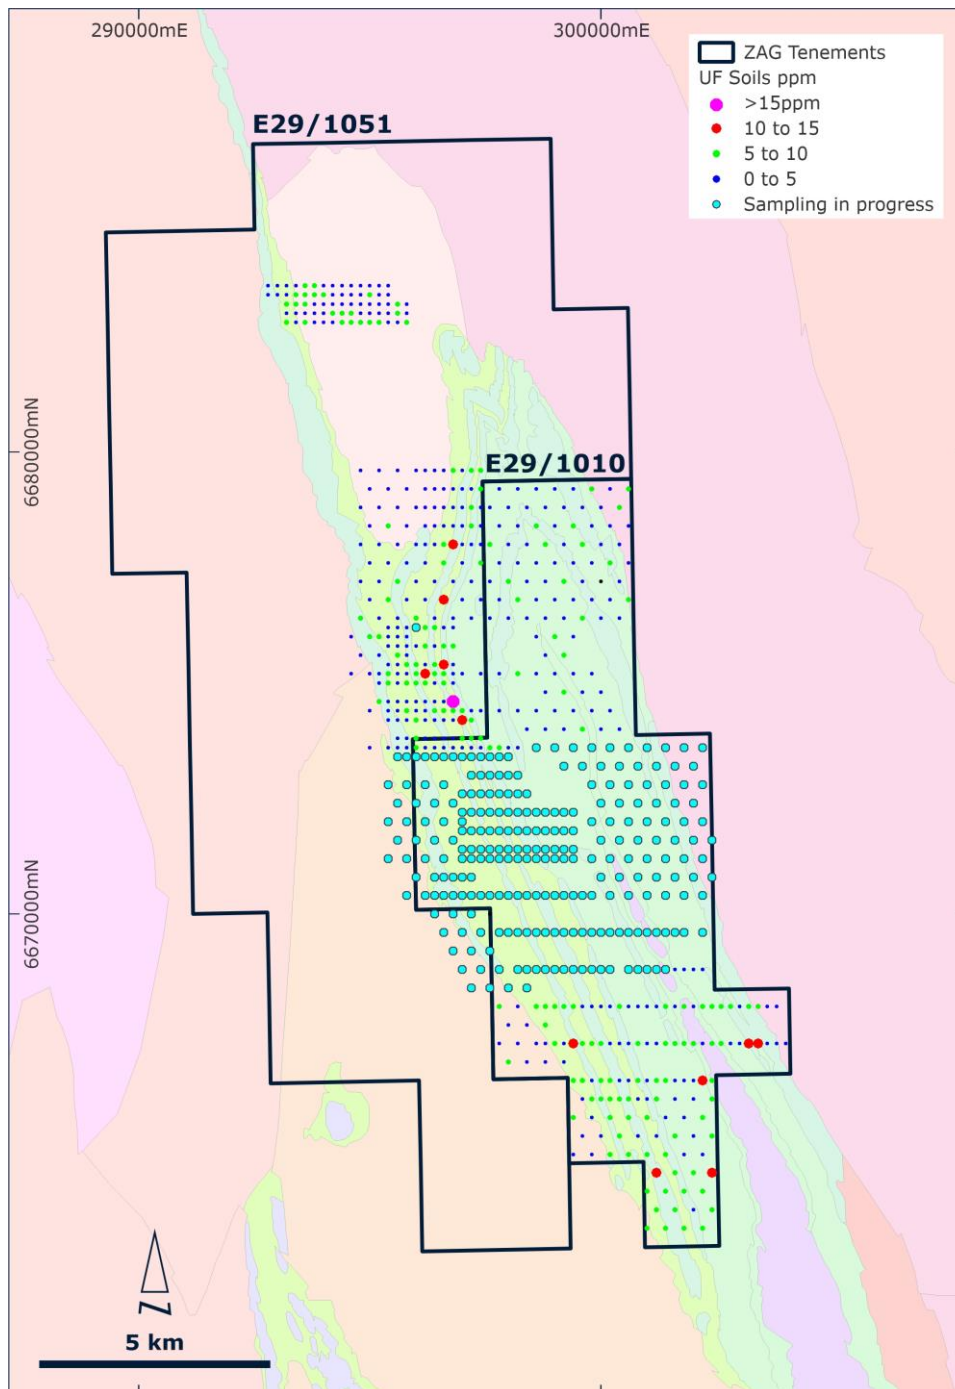 290000mE
300000mE
ZAG Tenements
UF Soils ppm
>15ppm
10 to 15
5 to 10
0 to 5
Sampling in progress
E29/1051
6680000mN
E29/1010
6670000mN
N
5 km